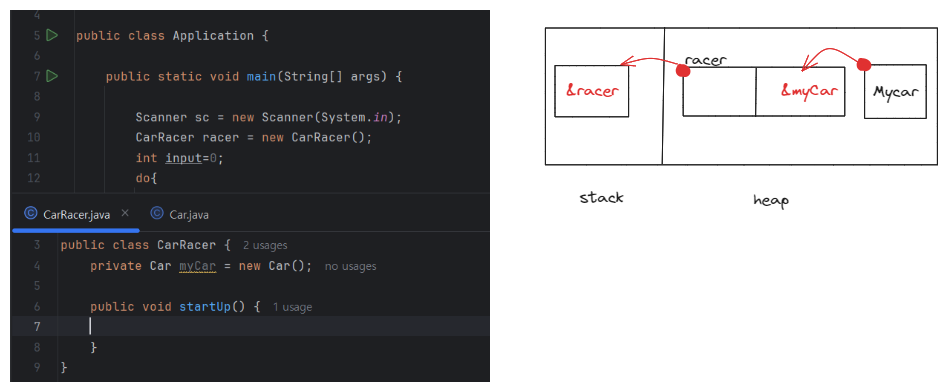 4
5 public class Application {
6
7 public static void main(String[] args) {
8
9 Scanner sc = new Scanner(System.in);
10 CarRacer racer = new CarRacer();
11 int input=0;
12 do{
CarRacer.java × Car.java
3 public class CarRacer { 2 usages
4 private Car myCar = new Car(); no usages
5
6 public void startUp() { 1 usage
7
8 }
9 }
racer
&racer
&myCar
Mycar
stack
heap